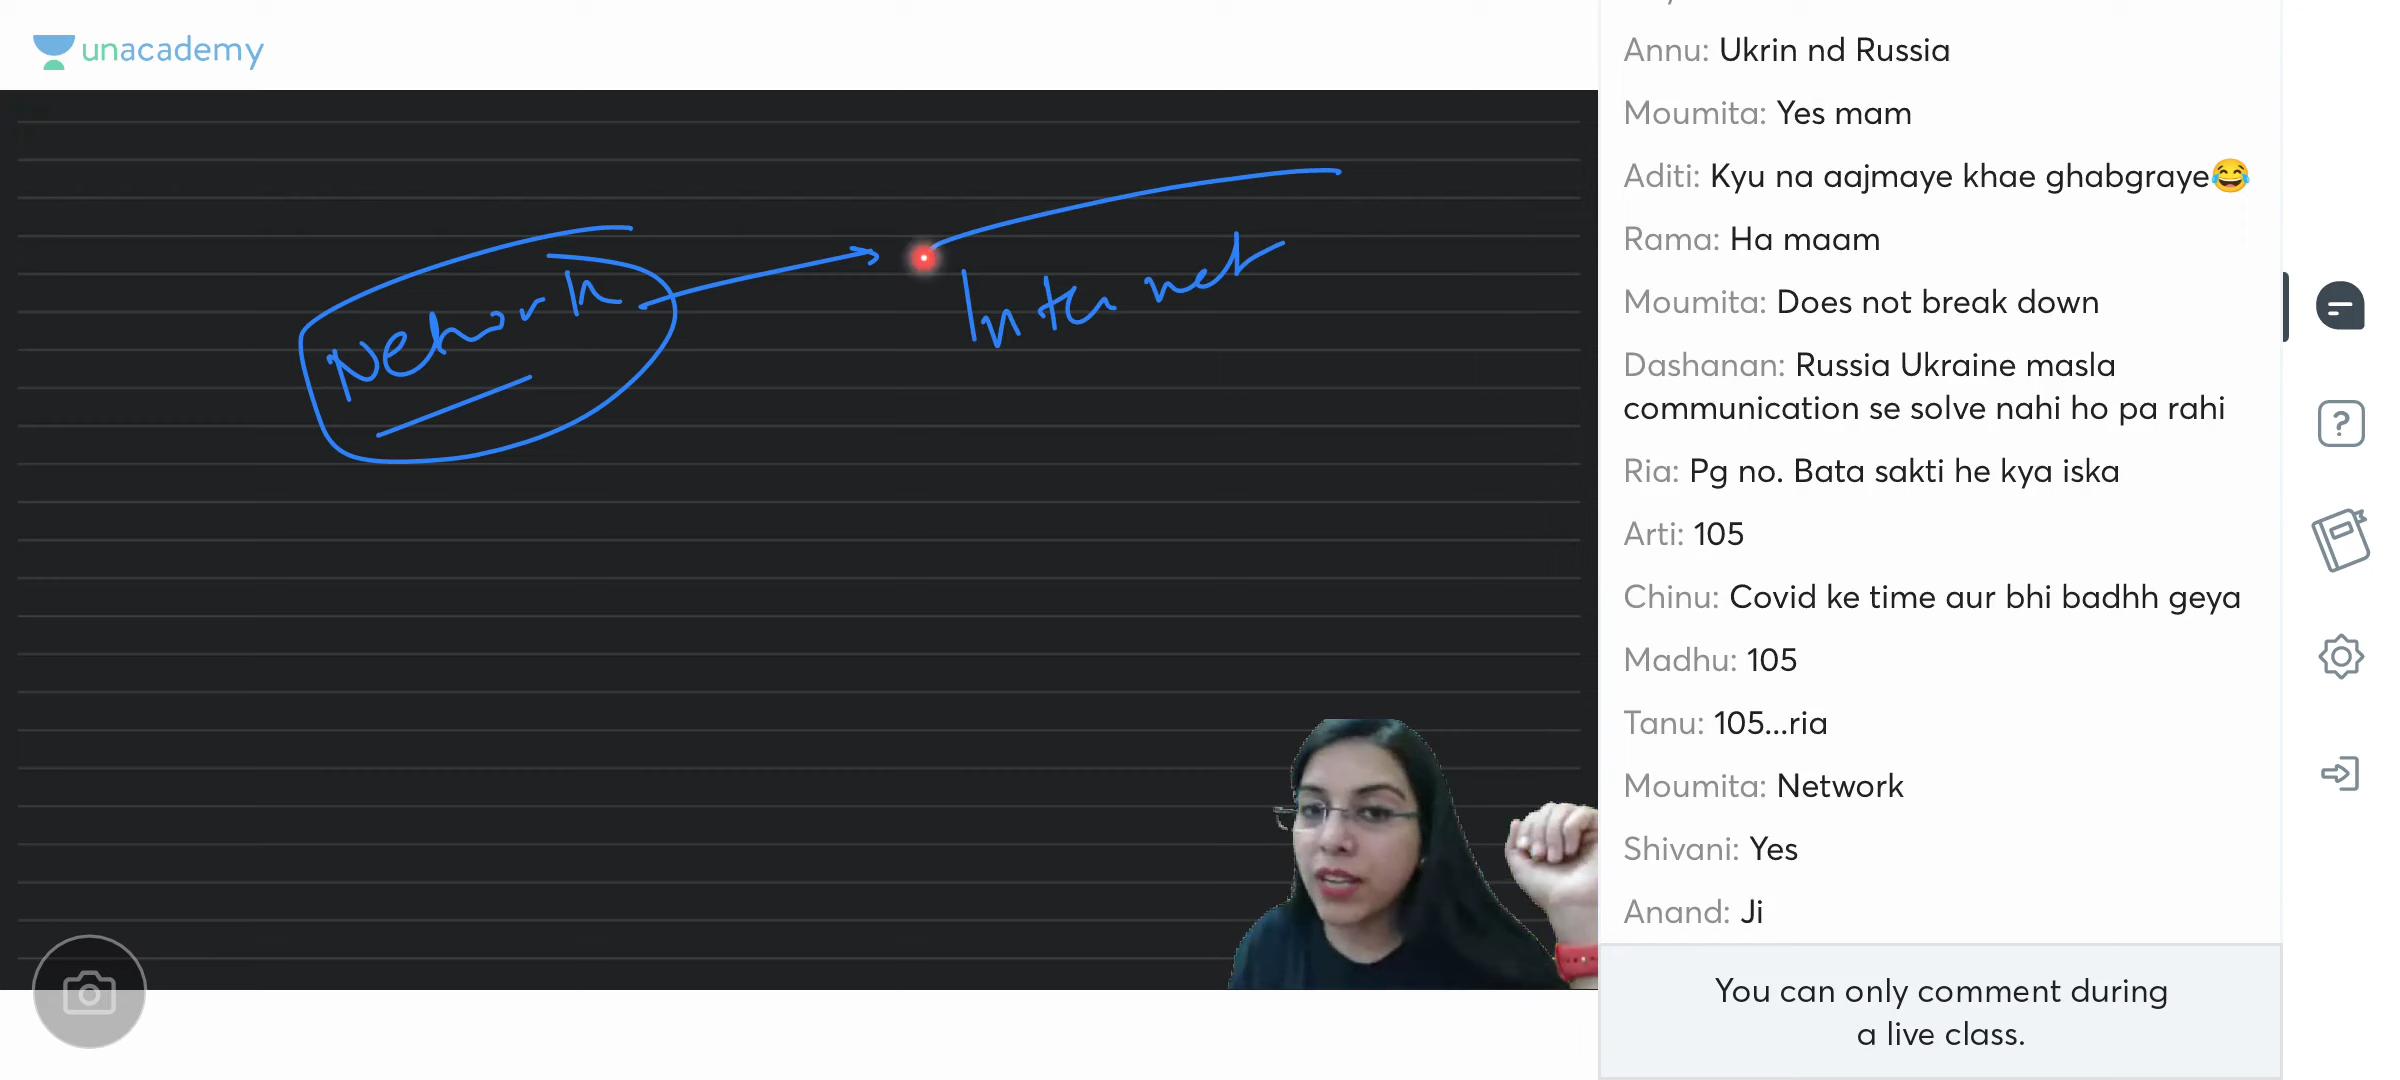 unacademy
Network
Internet
Annu: Ukrin nd Russia
Moumita: Yes mam
Aditi: Kyu na aajmaye khae ghabgraye😂
Rama: Ha maam
Moumita: Does not break down
Dashanan: Russia Ukraine masla
communication se solve nahi ho pa rahi
Ria: Pg no. Bata sakti he kya iska
Arti: 105
Chinu: Covid ke time aur bhi badhh geya
Madhu: 105
Tanu: 105...ria
Moumita: Network
Shivani: Yes
Anand: Ji
You can only comment during
a live class.